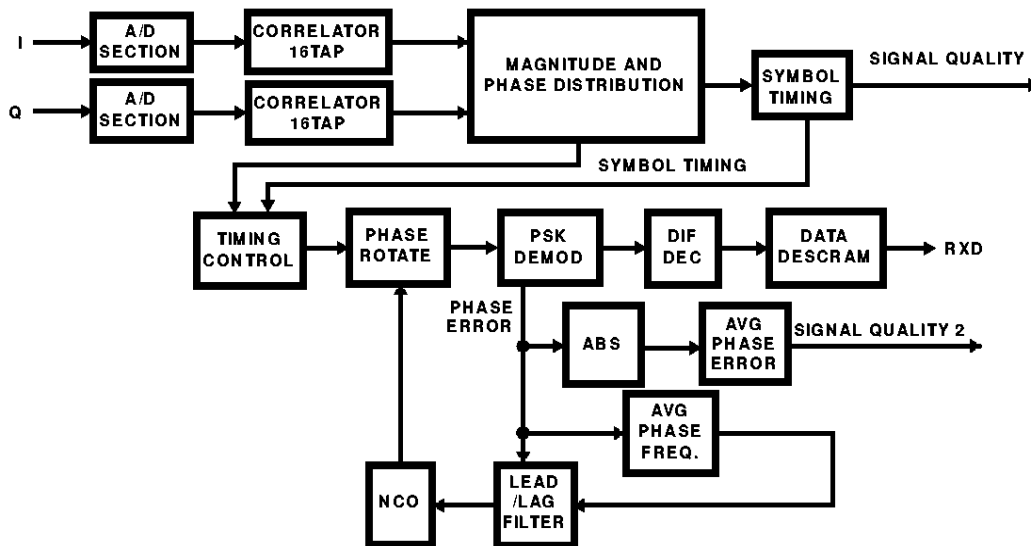 I
A/D
SECTION
CORRELATOR
16TAP
MAGNITUDE AND
PHASE DISTRIBUTION
SYMBOL
TIMING
SIGNAL QUALITY
Q
A/D
SECTION
CORRELATOR
16TAP
SYMBOL TIMING
TIMING
CONTROL
PHASE
ROTATE
PSK
DEMOD
DIF
DEC
DATA
DESCRAM
RXD
PHASE
ERROR
ABS
AVG
PHASE
ERROR
SIGNAL QUALITY 2
AVG
PHASE
FREQ.
NCO
LEAD
/LAG
FILTER